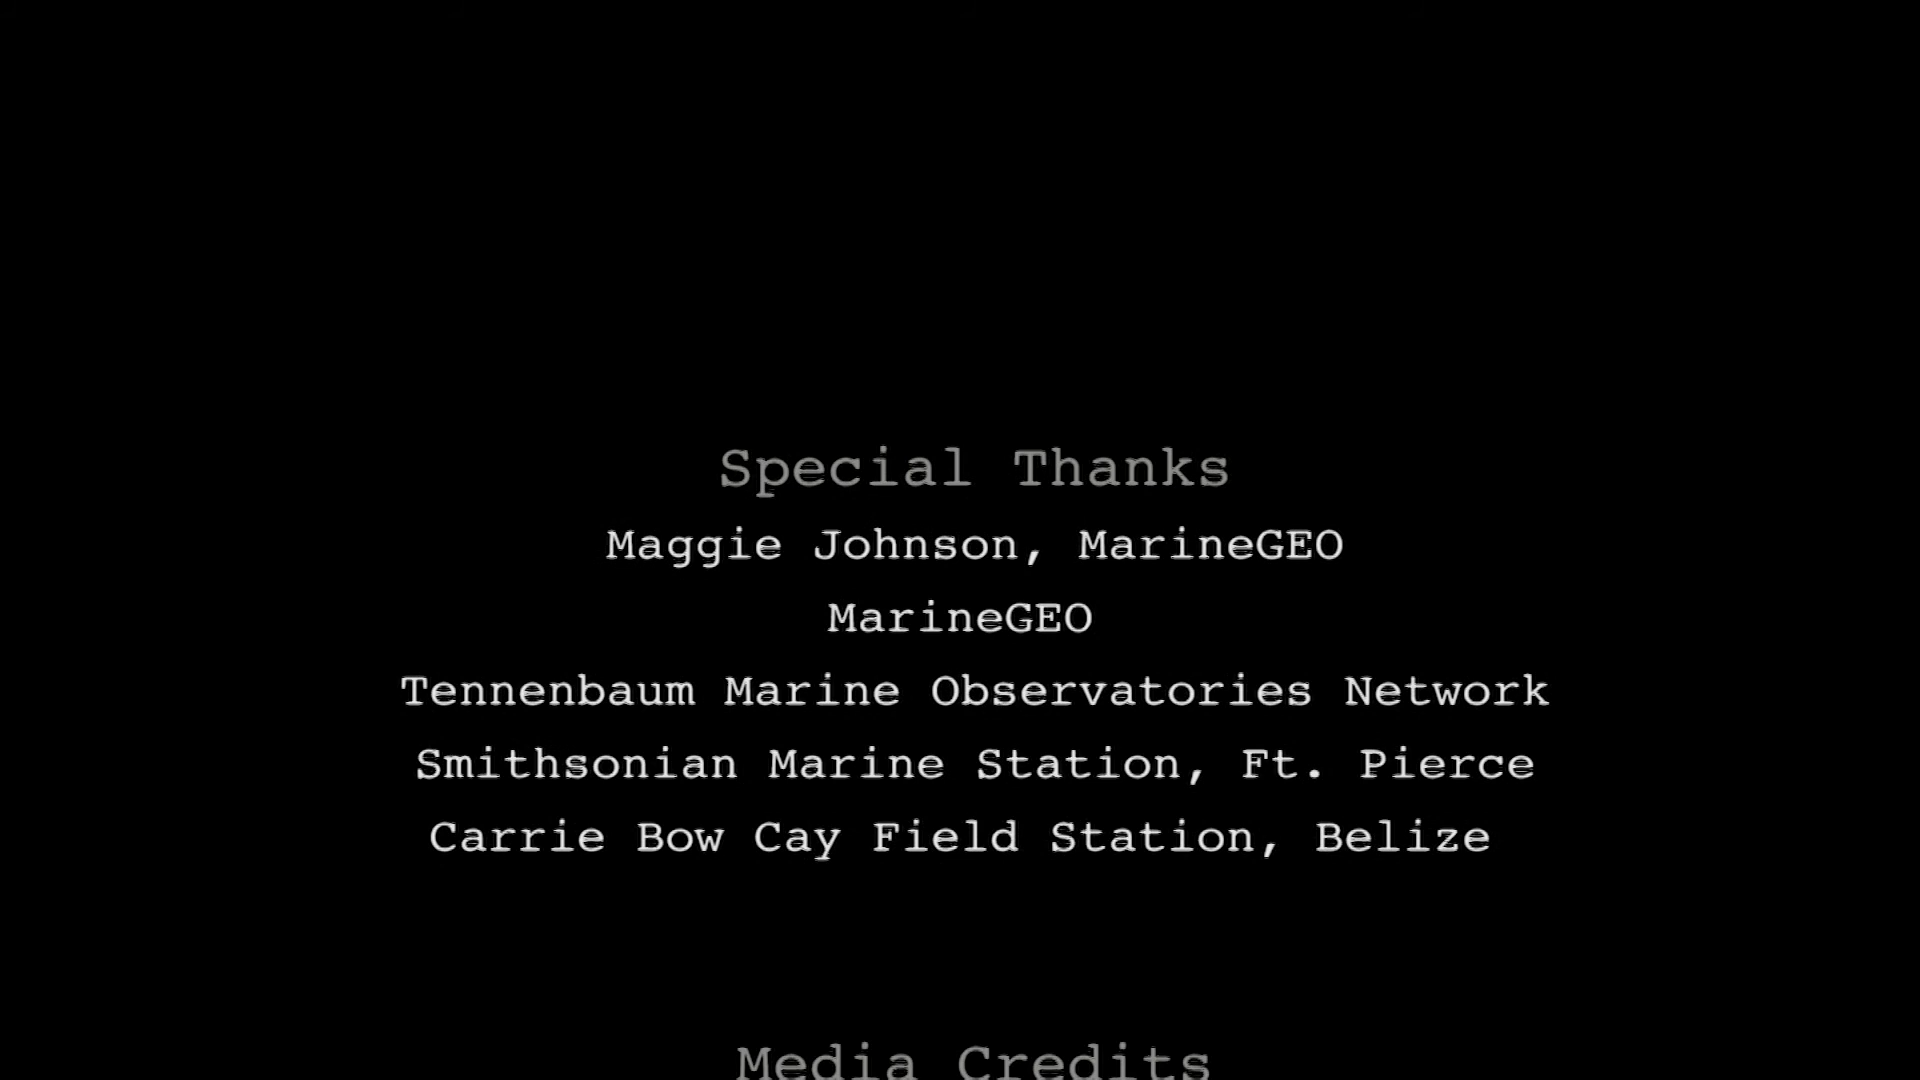 Special Thanks
Maggie Johnson, MarineGEO
MarineGEO
Tennenbaum Marine Observatories Network
Smithsonian Marine Station, Ft. Pierce
Carrie Bow Cay Field Station, Belize
Media Credits